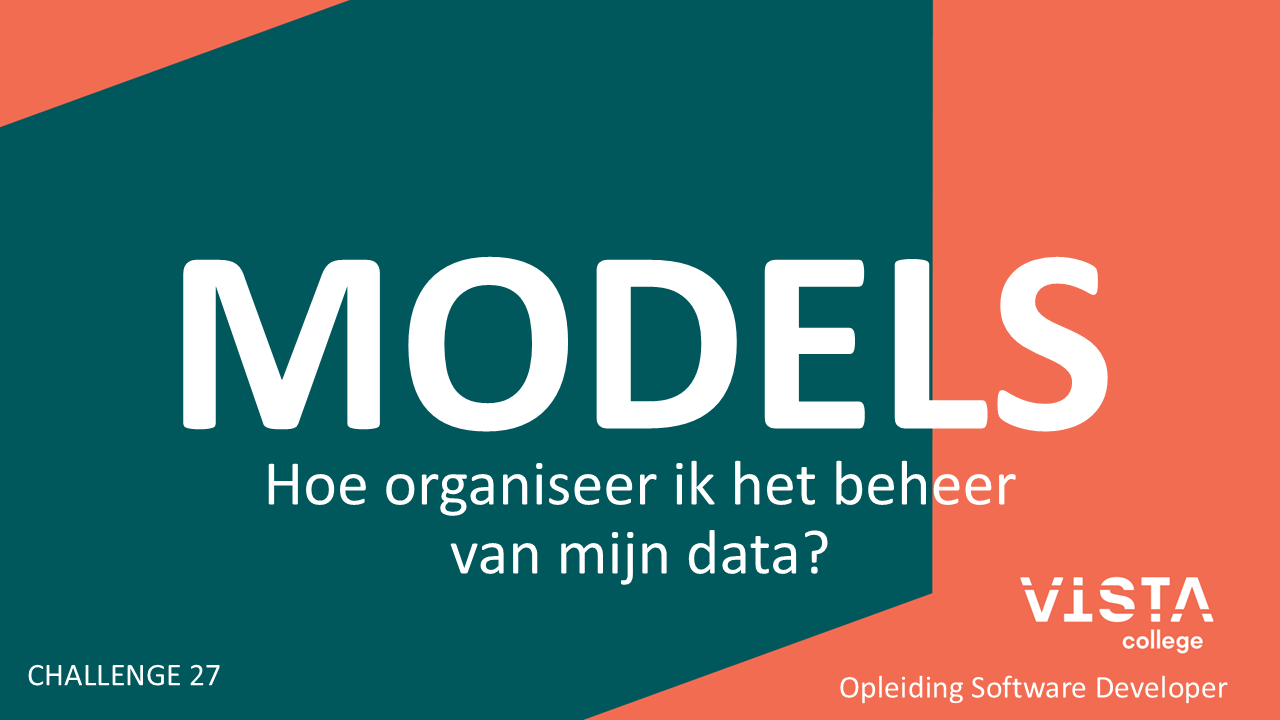 MODELS
Hoe organiseer ik het beheer
van mijn data?
VISTA
college
CHALLENGE 27
Opleiding Software Developer